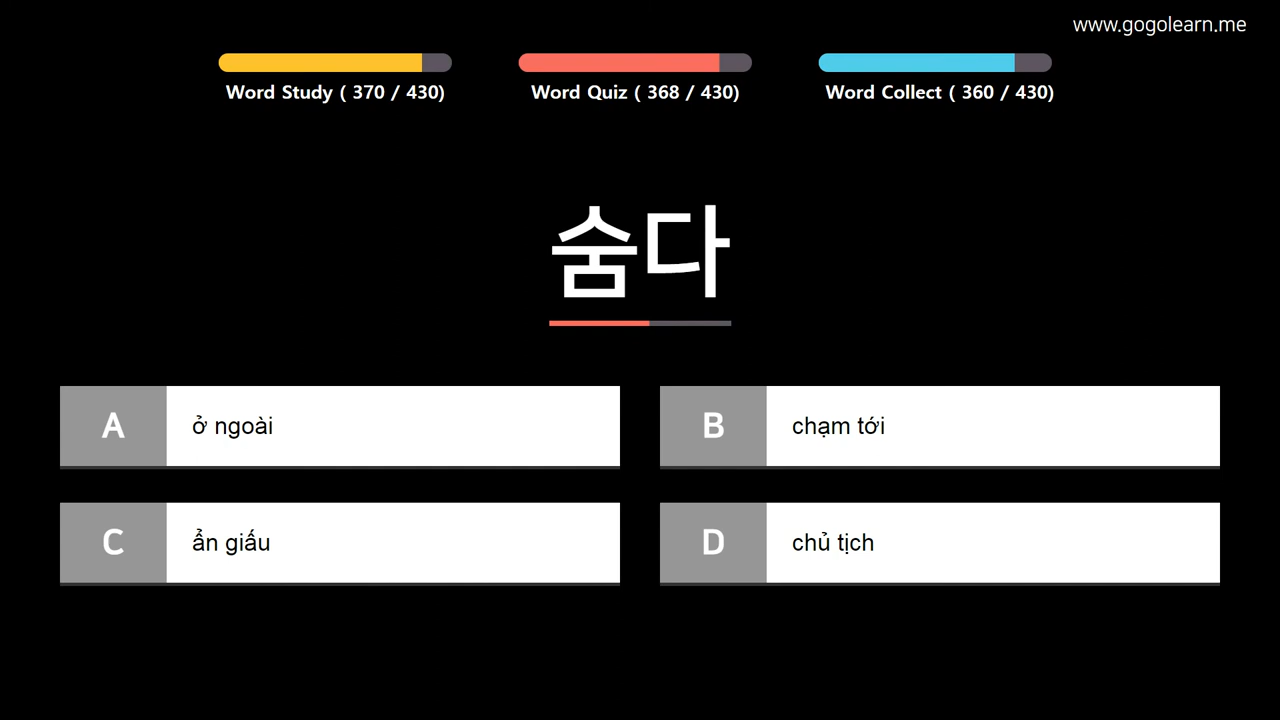 www.gogolearn.me
Word Study ( 370 / 430)
Word Quiz ( 368 / 430)
Word Collect ( 360 / 430)
숨다
A ở ngoài
B chạm tới
C ẩn giấu
D chủ tịch